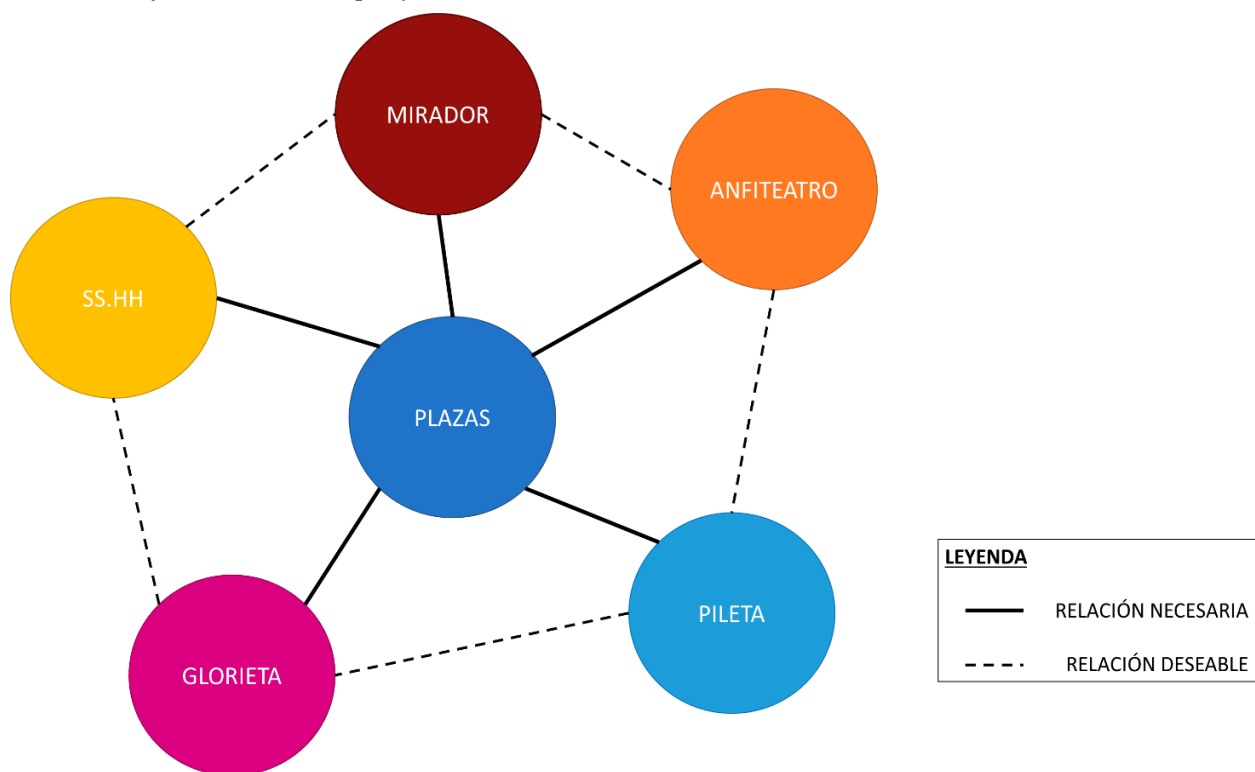 MIRADOR
ANFITEATRO
SS.HH
PLAZAS
PILETA
GLORIETA
LEYENDA
RELACIÓN NECESARIA
RELACIÓN DESEABLE